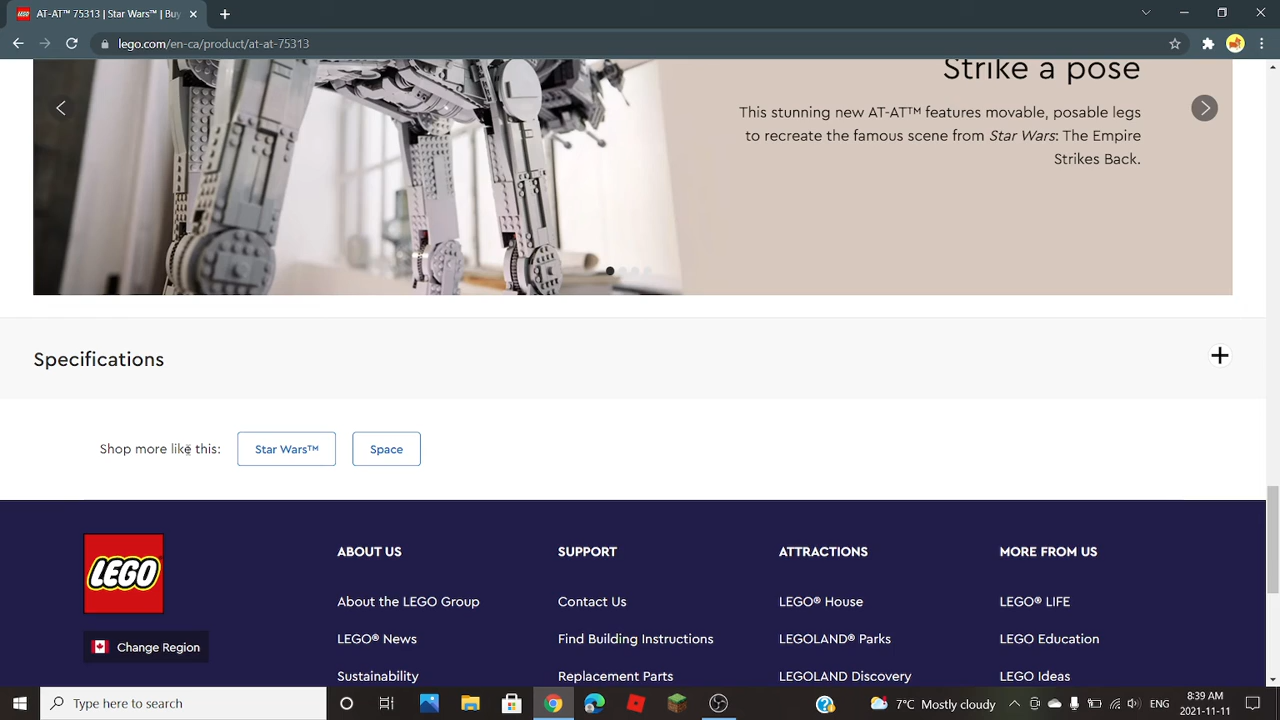 AT-AT™ 75313 | Star Wars™ | Buy
lego.com/en-ca/product/at-at-75313
Strike a pose
This stunning new AT-AT™ features movable, posable legs
to recreate the famous scene from Star Wars: The Empire
Strikes Back.
Specifications
Shop more like this:
Star Wars™
Space
LEGO
Change Region
ABOUT US
About the LEGO Group
LEGO® News
Sustainability
SUPPORT
Contact Us
Find Building Instructions
Replacement Parts
ATTRACTIONS
LEGO® House
LEGOLAND® Parks
LEGOLAND Discovery
MORE FROM US
LEGO® LIFE
LEGO Education
LEGO Ideas
Type here to search
7°C Mostly cloudy
ENG
8:39 AM
2021-11-11